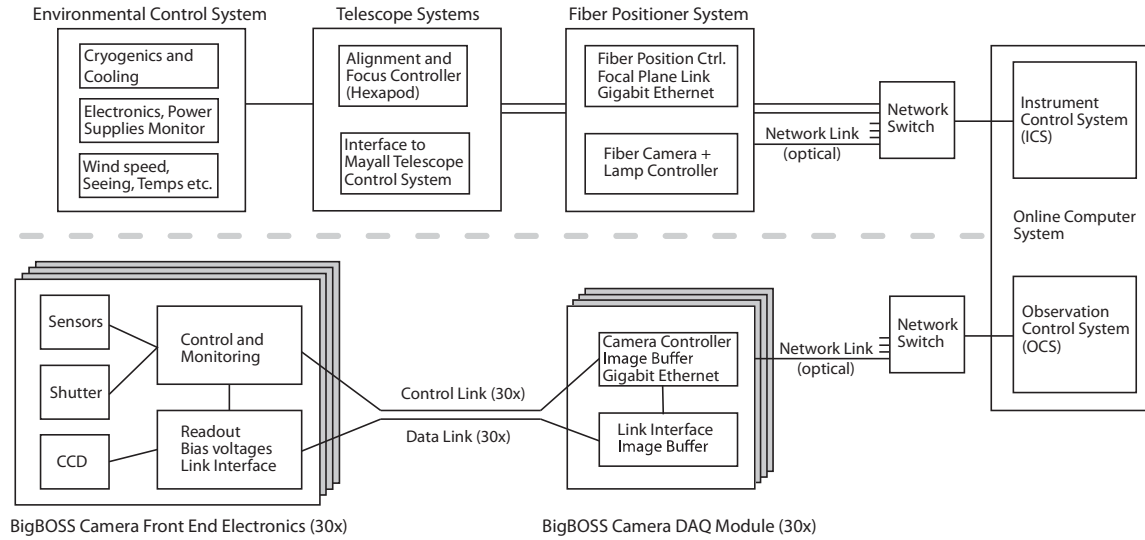 Environmental Control System
Cryogenics and
Cooling
Electronics, Power
Supplies Monitor
Wind speed,
Seeing, Temps etc.
Telescope Systems
Alignment and
Focus Controller
(Hexapod)
Interface to
Mayall Telescope
Control System
Fiber Positioner System
Fiber Position Ctrl.
Focal Plane Link
Gigabit Ethernet
Fiber Camera +
Lamp Controller
Network Link
(optical)
Network
Switch
Instrument
Control System
(ICS)
Online Computer
System
Observation
Control System
(OCS)
Sensors
Shutter
CCD
Control and
Monitoring
Readout
Bias voltages
Link Interface
Control Link (30x)
Data Link (30x)
Camera Controller
Image Buffer
Gigabit Ethernet
Link Interface
Image Buffer
Network Link
(optical)
Network
Switch
BigBOSS Camera Front End Electronics (30x)
BigBOSS Camera DAQ Module (30x)